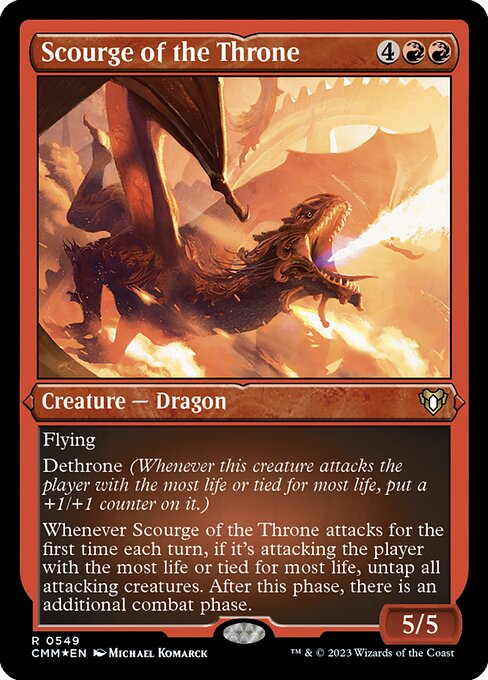 Scourge of the Throne 4
Creature — Dragon
Flying
Dethrone (Whenever this creature attacks the
player with the most life or tied for most life, put a
+1/+1 counter on it.)
Whenever Scourge of the Throne attacks for the
first time each turn, if it's attacking the player
with the most life or tied for most life, untap all
attacking creatures. After this phase, there is an
additional combat phase.
5/5
R 0549
CMM★EN Michael Komarck ™ & © 2023 Wizards of the Coast